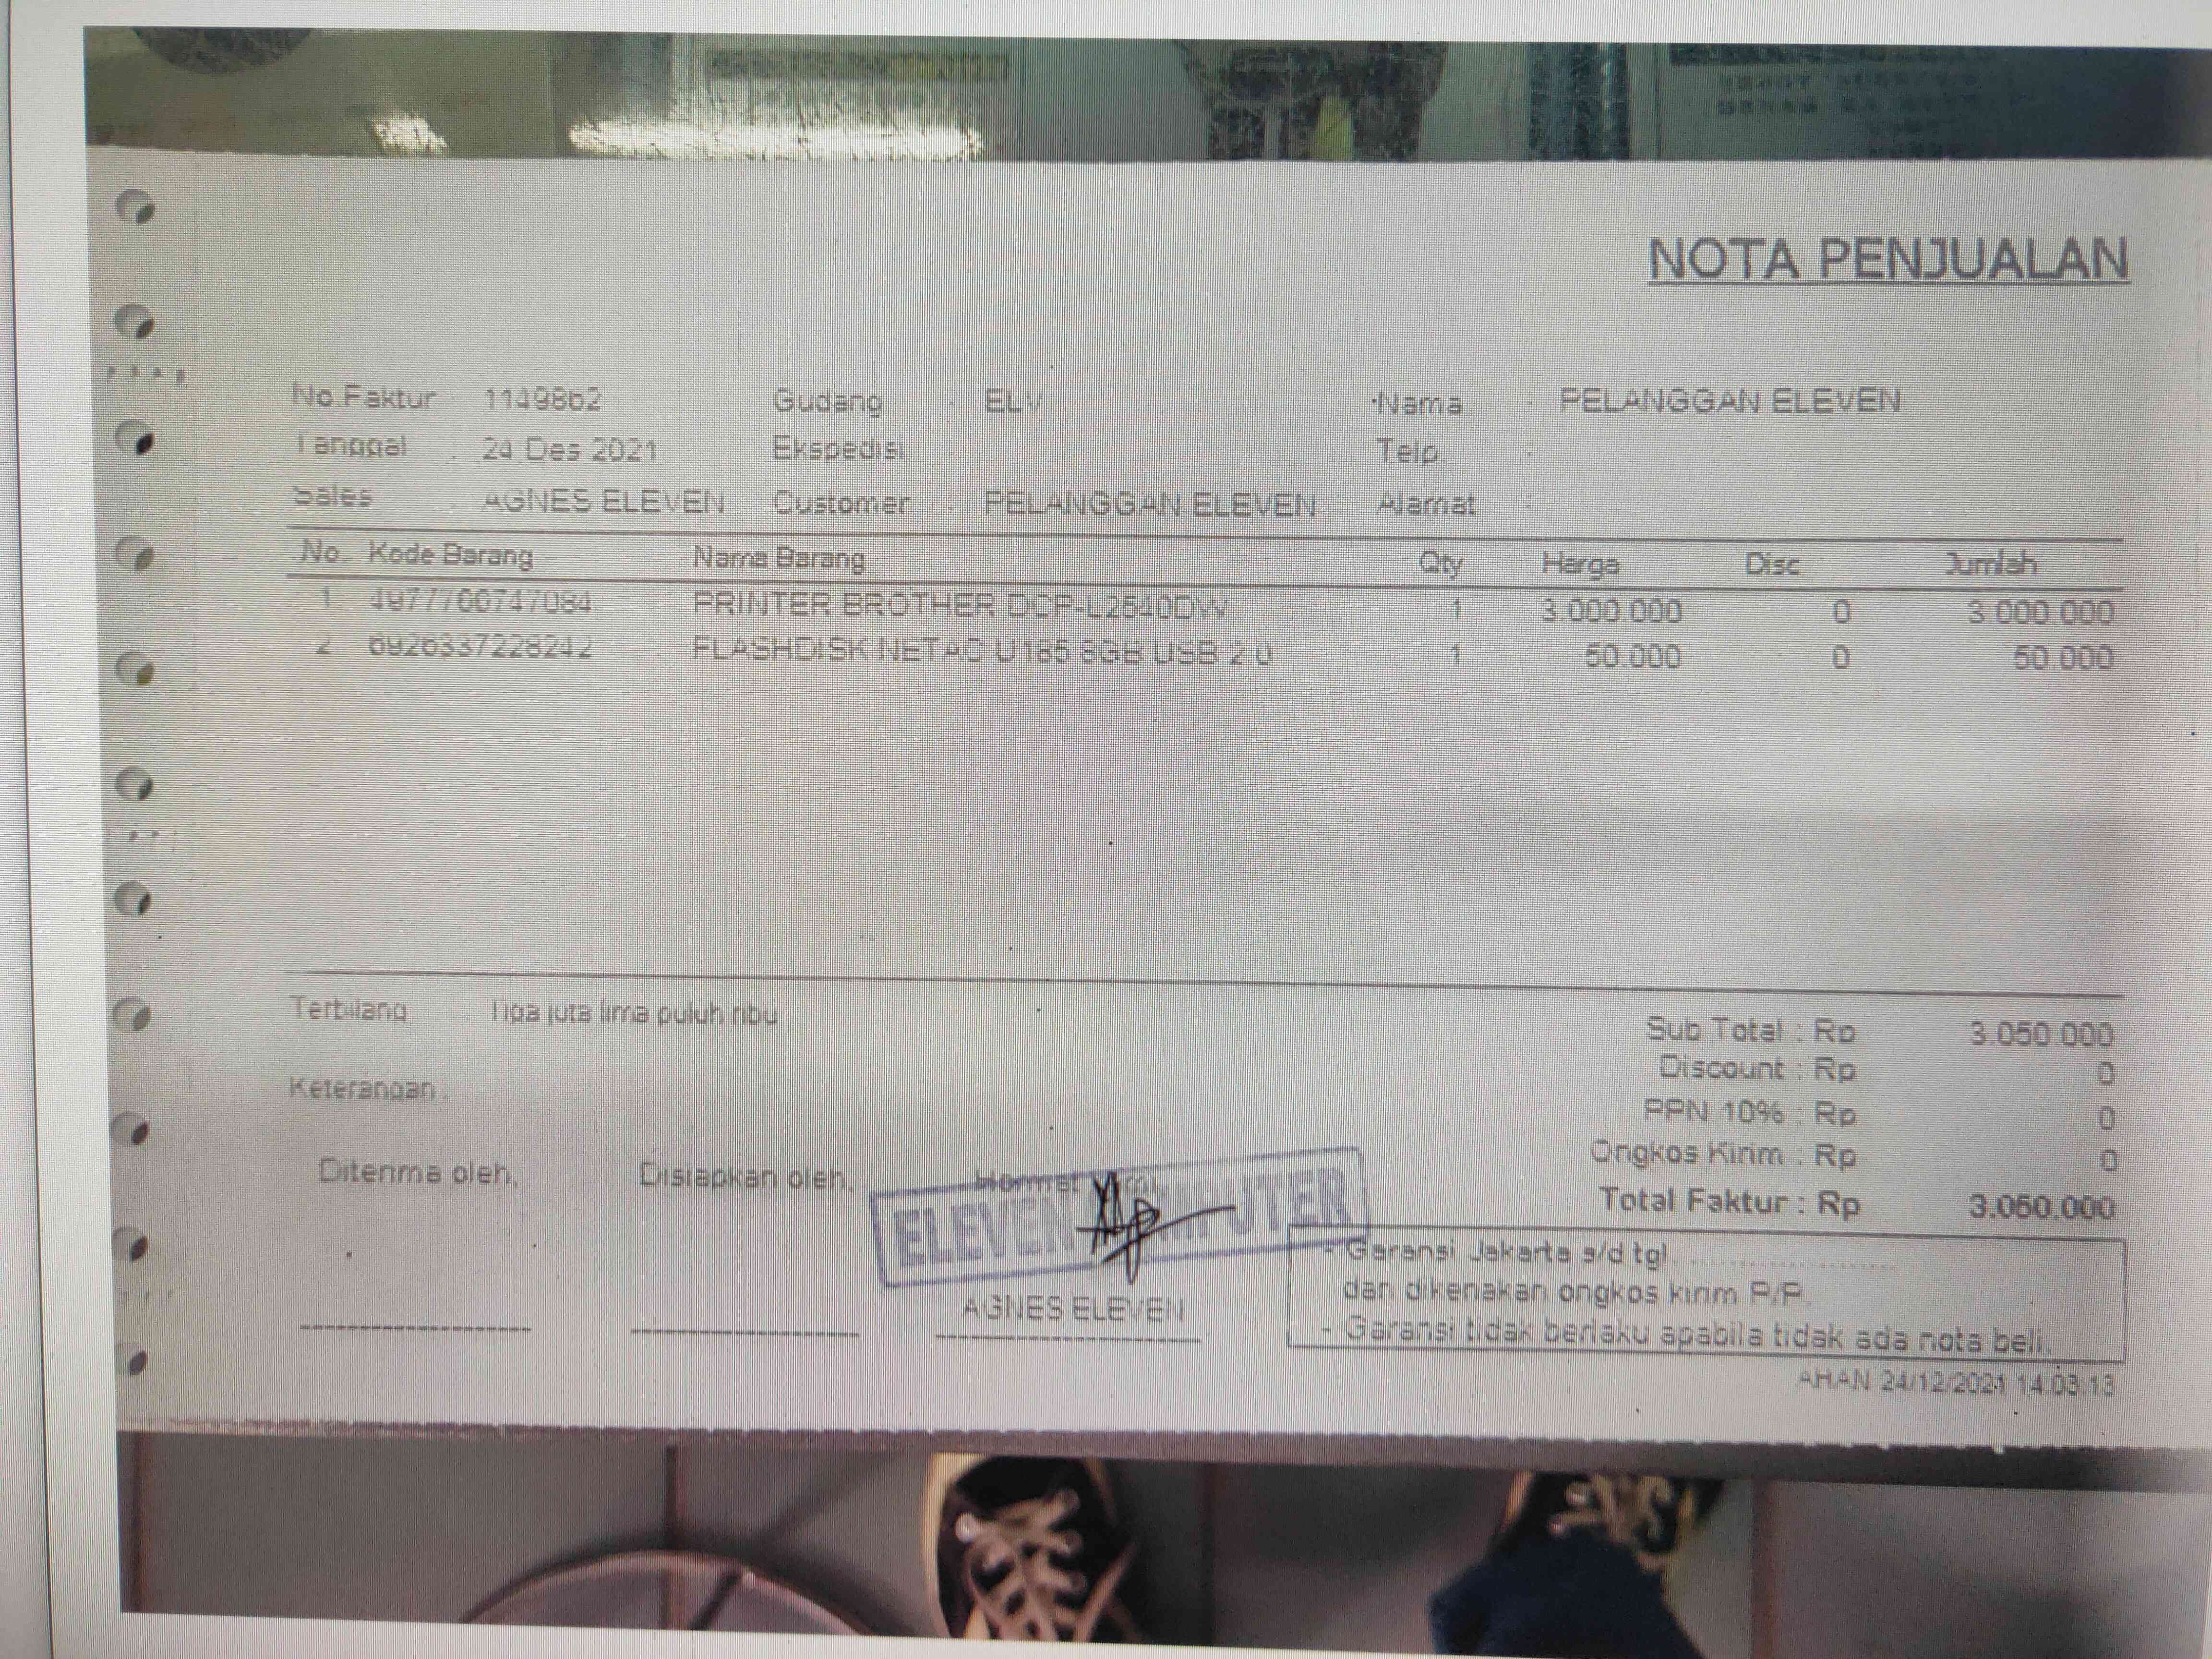 NOTA PENJUALAN
No.Faktur : 1149862 Gudang : ELV Nama : PELANGGAN ELEVEN
Tanggal : 24 Des 2021 Ekspedisi : Telp :
Sales : AGNES ELEVEN Customer : PELANGGAN ELEVEN Alamat :
No. Kode Barang Nama Barang Qty Harga Disc Jumlah
1 4977766747084 PRINTER BROTHER DCP-L2540DW 1 3.000.000 0 3.000.000
2 6926337228242 FLASHDISK NETAC U185 8GB USB 2.0 1 50.000 0 50.000
Terbilang : Tiga juta lima puluh ribu
Sub Total : Rp 3.050.000
Discount : Rp 0
Keterangan :
PPN 10% : Rp 0
Ongkos Kirim : Rp 0
Total Faktur : Rp 3.050.000
Diterima oleh, Disiapkan oleh, Hormat
ELEVEN COMPUTER
AGNES ELEVEN
- Garansi Jakarta s/d tgl
dan dikenakan ongkos kirim P/P.
- Garansi tidak berlaku apabila tidak ada nota beli.
AHAN 24/12/2021 14:03:13